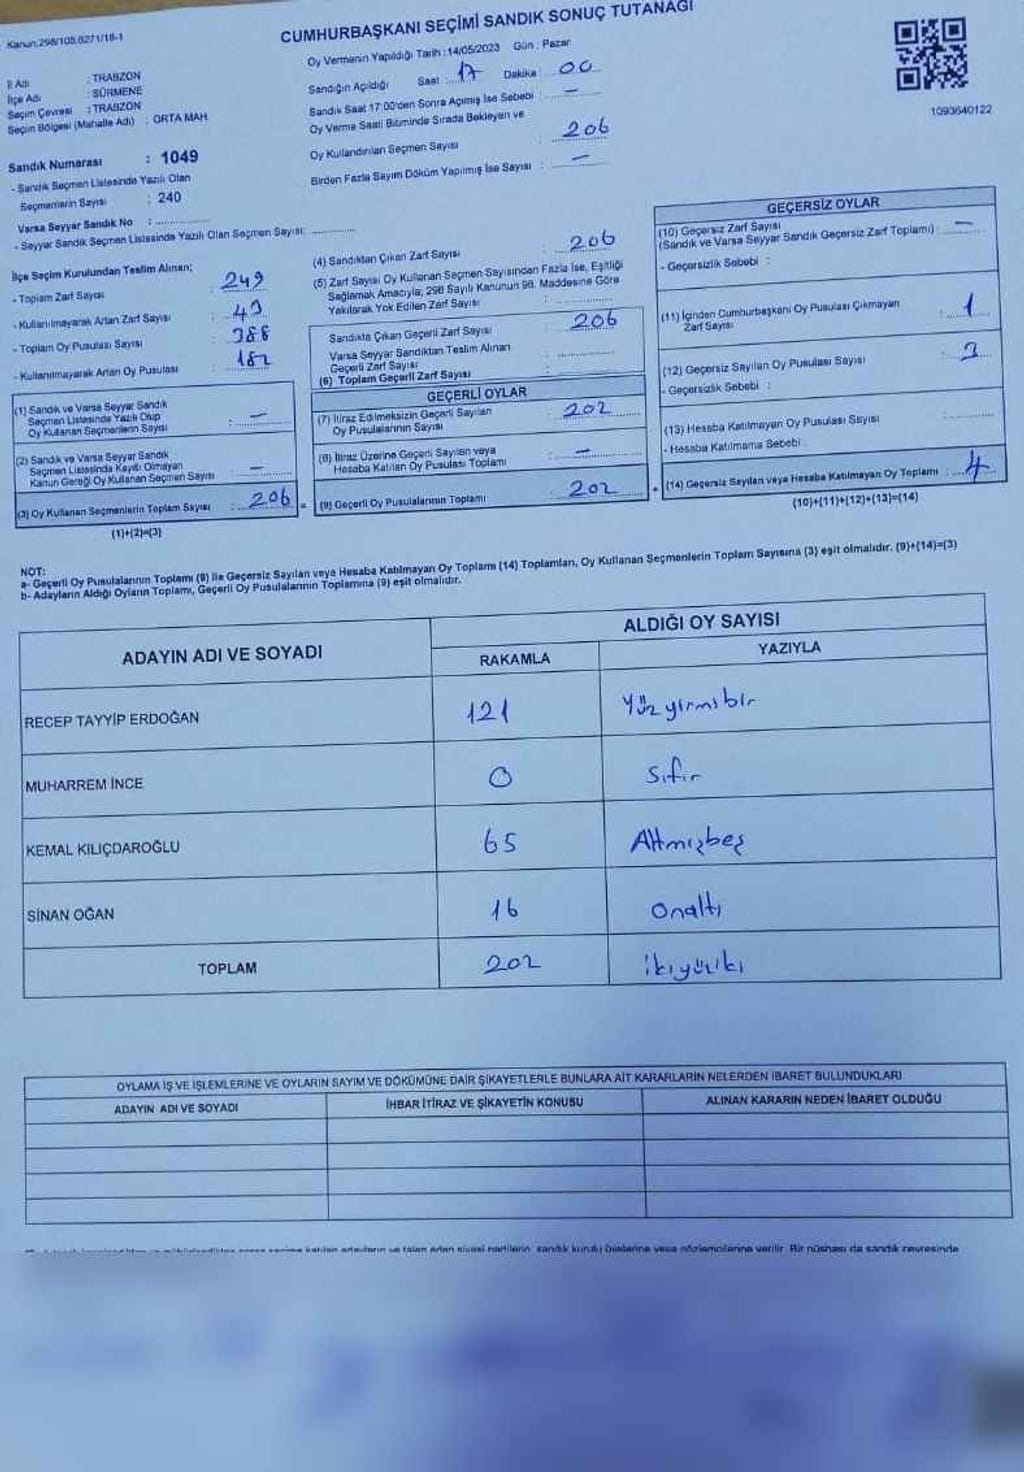 Kanun:298/105,6271/18-1
CUMHURBAŞKANI SEÇİMİ SANDIK SONUÇ TUTANAĞI
Oy Vermenin Yapıldığı Tarih : 14/05/2023 Gün : Pazar
1093640122
İl Adı : TRABZON
İlçe Adı : SÜRMENE
Seçim Çevresi : TRABZON
Seçim Bölgesi (Mahalle Adı) : ORTA MAH
Sandık Numarası : 1049
- Sandık Seçmen Listesinde Yazılı Olan
Seçmenlerin Sayısı : 240
Varsa Seyyar Sandık No :
- Seyyar Sandık Seçmen Listesinde Yazılı Olan Seçmen Sayısı:
Sandığın Açıldığı Saat : 17 Dakika : 00
Sandık Saat 17:00'den Sonra Açılmış İse Sebebi : -
Oy Verme Saati Bitiminde Sırada Bekleyen ve
Oy Kullandırılan Seçmen Sayısı : 206
Birden Fazla Sayım Döküm Yapılmış İse Sayısı : -
İlçe Seçim Kurulundan Teslim Alınan;
- Toplam Zarf Sayısı : 249
- Kullanılmayarak Artan Zarf Sayısı : 43
- Toplam Oy Pusulası Sayısı : 388
- Kullanılmayarak Artan Oy Pusulası : 182
(1) Sandık ve Varsa Seyyar Sandık
Seçmen Listesinde Yazılı Olup
Oy Kullanan Seçmenlerin Sayısı : -
(2) Sandık ve Varsa Seyyar Sandık
Seçmen Listesinde Kayıtlı Olmayan
Kanun Gereği Oy Kullanan Seçmen Sayısı : -
(3) Oy Kullanan Seçmenlerin Toplam Sayısı : 206
(1)+(2)=(3)
(4) Sandıktan Çıkan Zarf Sayısı : 206
(5) Zarf Sayısı Oy Kullanan Seçmen Sayısından Fazla İse, Eşitliği
Sağlamak Amacıyla; 298 Sayılı Kanunun 98. Maddesine Göre
Yakılarak Yok Edilen Zarf Sayısı :
Sandıkta Çıkan Geçerli Zarf Sayısı : 206
Varsa Seyyar Sandıktan Teslim Alınan
Geçerli Zarf Sayısı :
(6) Toplam Geçerli Zarf Sayısı :
GEÇERLİ OYLAR
(7) İtiraz Edilmeksizin Geçerli Sayılan
Oy Pusulalarının Sayısı : 202
(8) İtiraz Üzerine Geçerli Sayılan veya
Hesaba Katılan Oy Pusulası Toplamı : -
= (9) Geçerli Oy Pusulalarının Toplamı : 202
GEÇERSİZ OYLAR
(10) Geçersiz Zarf Sayısı
(Sandık ve Varsa Seyyar Sandık Geçersiz Zarf Toplamı) : -
- Geçersizlik Sebebi :
(11) İçinden Cumhurbaşkanı Oy Pusulası Çıkmayan
Zarf Sayısı : 1
(12) Geçersiz Sayılan Oy Pusulası Sayısı : 3
- Geçersizlik Sebebi :
(13) Hesaba Katılmayan Oy Pusulası Sayısı :
- Hesaba Katılmama Sebebi :
+ (14) Geçersiz Sayılan veya Hesaba Katılmayan Oy Toplamı : 4
(10)+(11)+(12)+(13)=(14)
NOT:
a- Geçerli Oy Pusulalarının Toplamı (9) İle Geçersiz Sayılan veya Hesaba Katılmayan Oy Toplamı (14) Toplamları, Oy Kullanan Seçmenlerin Toplam Sayısına (3) eşit olmalıdır. (9)+(14)=(3)
b- Adayların Aldığı Oyların Toplamı, Geçerli Oy Pusulalarının Toplamına (9) eşit olmalıdır.
ADAYIN ADI VE SOYADI
ALDIĞI OY SAYISI
RAKAMLA YAZIYLA
RECEP TAYYİP ERDOĞAN 121 Yüzyirmibir
MUHARREM İNCE 0 Sıfır
KEMAL KILIÇDAROĞLU 65 Altmışbeş
SİNAN OĞAN 16 Onaltı
TOPLAM 202 İkiyüziki
OYLAMA İŞ VE İŞLEMLERİNE VE OYLARIN SAYIM VE DÖKÜMÜNE DAİR ŞİKAYETLERLE BUNLARA AİT KARARLARIN NELERDEN İBARET BULUNDUKLARI
ADAYIN ADI VE SOYADI İHBAR İTİRAZ VE ŞİKAYETİN KONUSU ALINAN KARARIN NEDEN İBARET OLDUĞU
katılan adayların ve talep eden siyasi partilerin sandık kurulu üyelerine veya gözlemcilerine verilir. Bir nüshası da sandık çevresinde